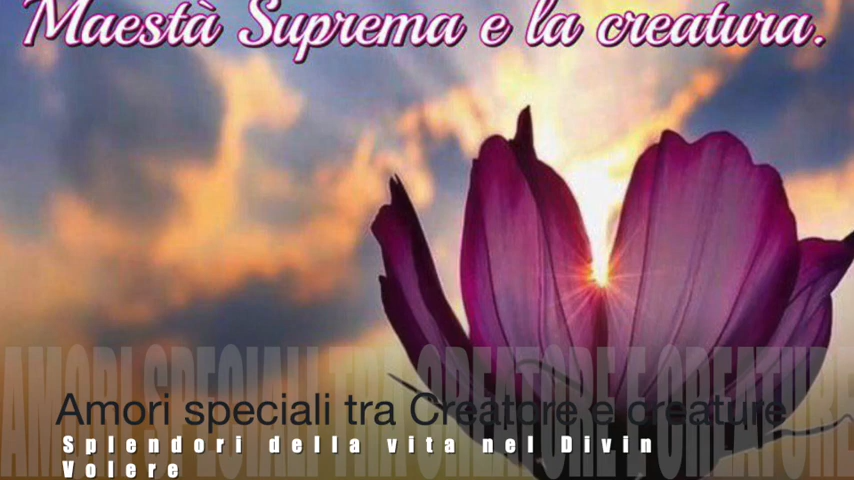 Maestà Suprema e la creatura.
AMORI SPECIALI TRA CREATORE E CREATURE
Amori speciali tra Creatore e creature
Splendori della vita nel Divin
Volere